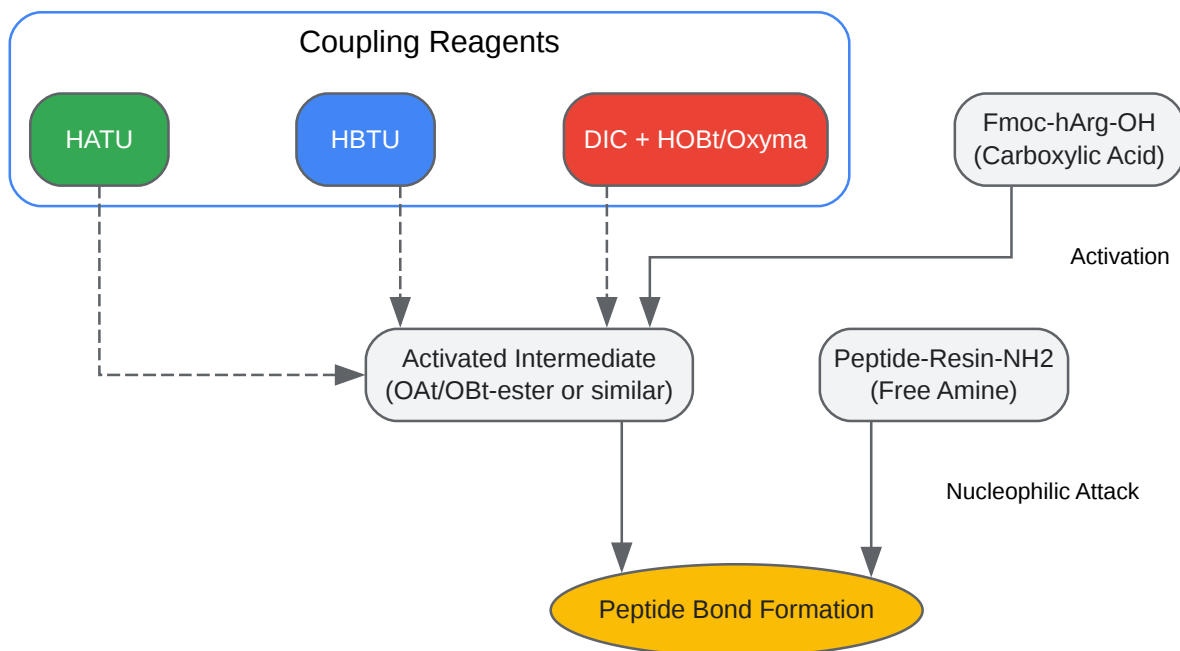 Coupling Reagents
HATU
HBTU
DIC + HOBt/Oxyma
Fmoc-hArg-OH
(Carboxylic Acid)
Activation
Activated Intermediate
(OAt/OBt-ester or similar)
Peptide-Resin-NH2
(Free Amine)
Nucleophilic Attack
Peptide Bond Formation